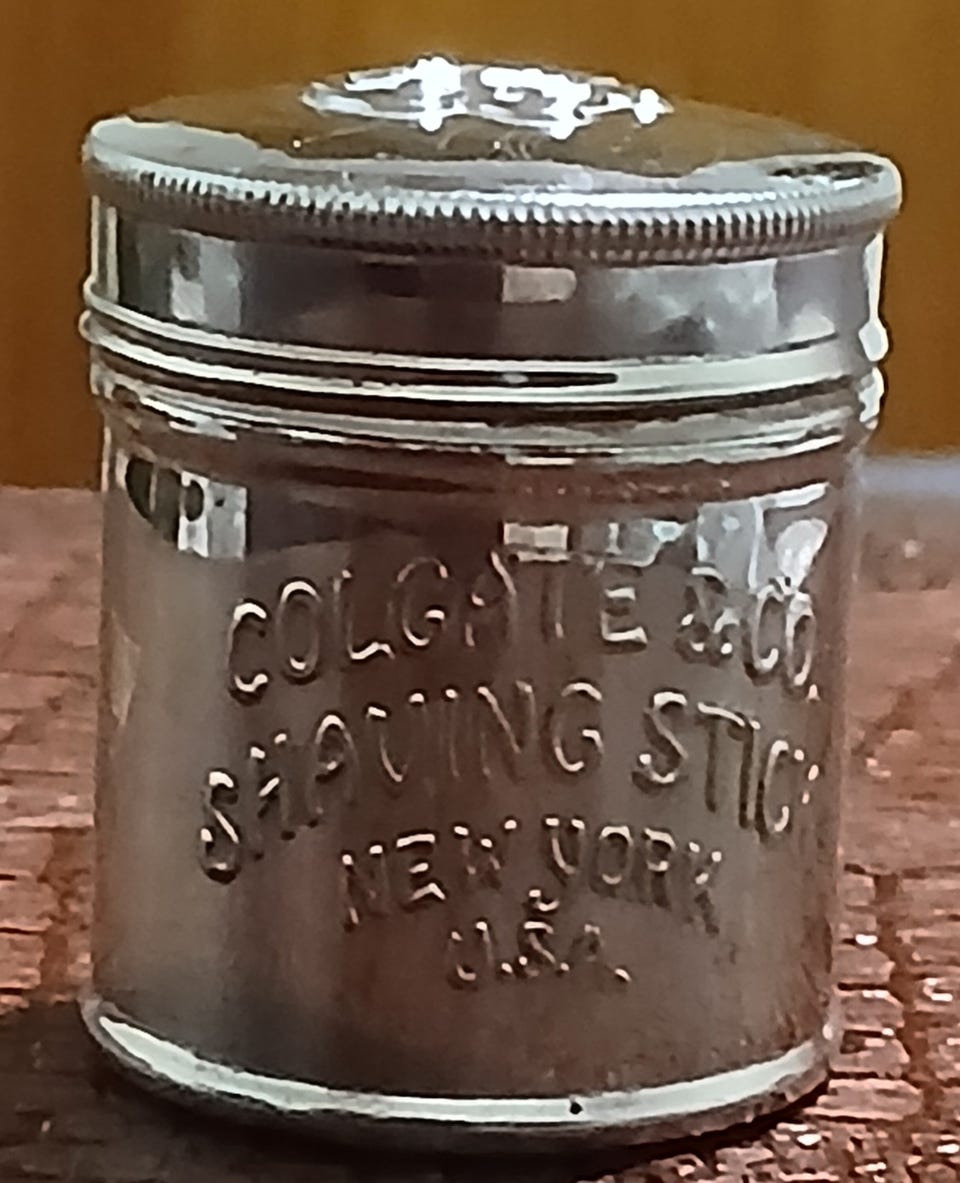 COLGATE & CO.
SHAVING STICK
NEW YORK
U.S.A.